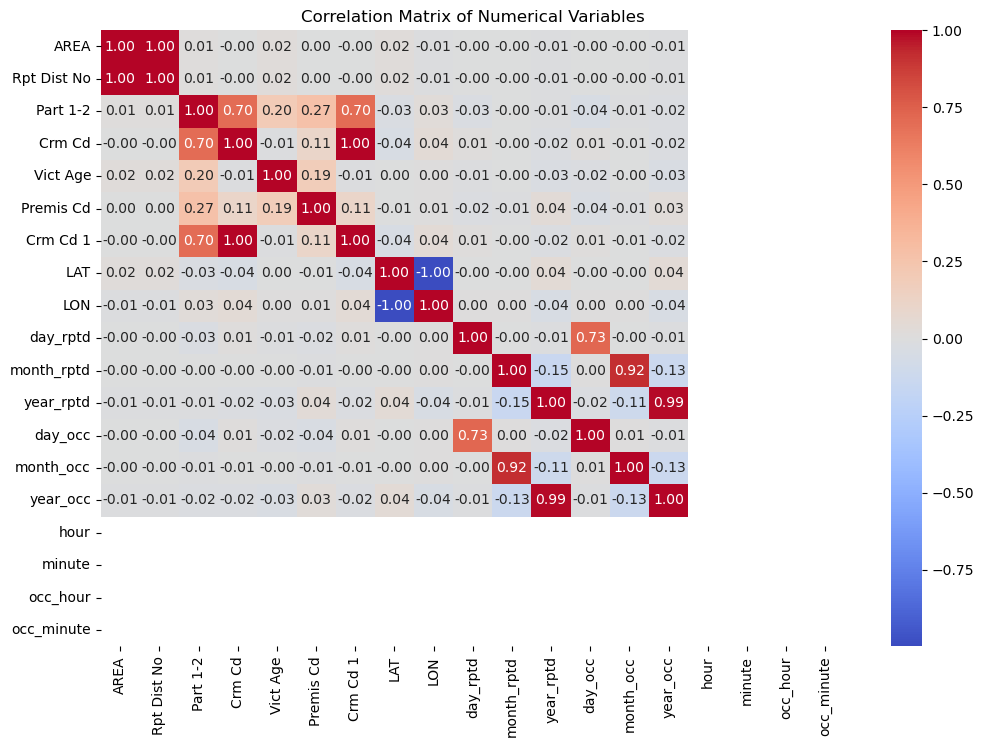 Correlation Matrix of Numerical Variables
AREA 1.00 1.00 0.01 -0.00 0.02 0.00 -0.00 0.02 -0.01 -0.00 -0.00 -0.01 -0.00 -0.00 -0.01
Rpt Dist No 1.00 1.00 0.01 -0.00 0.02 0.00 -0.00 0.02 -0.01 -0.00 -0.00 -0.01 -0.00 -0.00 -0.01
Part 1-2 0.01 0.01 1.00 0.70 0.20 0.27 0.70 -0.03 0.03 -0.03 -0.00 -0.01 -0.04 -0.01 -0.02
Crm Cd -0.00 -0.00 0.70 1.00 -0.01 0.11 1.00 -0.04 0.04 0.01 -0.00 -0.02 0.01 -0.01 -0.02
Vict Age 0.02 0.02 0.20 -0.01 1.00 0.19 -0.01 0.00 0.00 -0.01 -0.00 -0.03 -0.02 -0.00 -0.03
Premis Cd 0.00 0.00 0.27 0.11 0.19 1.00 0.11 -0.01 0.01 -0.02 -0.01 0.04 -0.04 -0.01 0.03
Crm Cd 1 -0.00 -0.00 0.70 1.00 -0.01 0.11 1.00 -0.04 0.04 0.01 -0.00 -0.02 0.01 -0.01 -0.02
LAT 0.02 0.02 -0.03 -0.04 0.00 -0.01 -0.04 1.00 -1.00 -0.00 -0.00 0.04 -0.00 -0.00 0.04
LON -0.01 -0.01 0.03 0.04 0.00 0.01 0.04 -1.00 1.00 0.00 0.00 -0.04 0.00 0.00 -0.04
day_rptd -0.00 -0.00 -0.03 0.01 -0.01 -0.02 0.01 -0.00 0.00 1.00 -0.00 -0.01 0.73 -0.00 -0.01
month_rptd -0.00 -0.00 -0.00 -0.00 -0.00 -0.01 -0.00 -0.00 0.00 -0.00 1.00 -0.15 0.00 0.92 -0.13
year_rptd -0.01 -0.01 -0.01 -0.02 -0.03 0.04 -0.02 0.04 -0.04 -0.01 -0.15 1.00 -0.02 -0.11 0.99
day_occ -0.00 -0.00 -0.04 0.01 -0.02 -0.04 0.01 -0.00 0.00 0.73 0.00 -0.02 1.00 0.01 -0.01
month_occ -0.00 -0.00 -0.01 -0.01 -0.00 -0.01 -0.01 -0.00 0.00 -0.00 0.92 -0.11 0.01 1.00 -0.13
year_occ -0.01 -0.01 -0.02 -0.02 -0.03 0.03 -0.02 0.04 -0.04 -0.01 -0.13 0.99 -0.01 -0.13 1.00
hour
minute
occ_hour
occ_minute
AREA
Rpt Dist No
Part 1-2
Crm Cd
Vict Age
Premis Cd
Crm Cd 1
LAT
LON
day_rptd
month_rptd
year_rptd
day_occ
month_occ
year_occ
hour
minute
occ_hour
occ_minute
1.00
0.75
0.50
0.25
0.00
−0.25
−0.50
−0.75